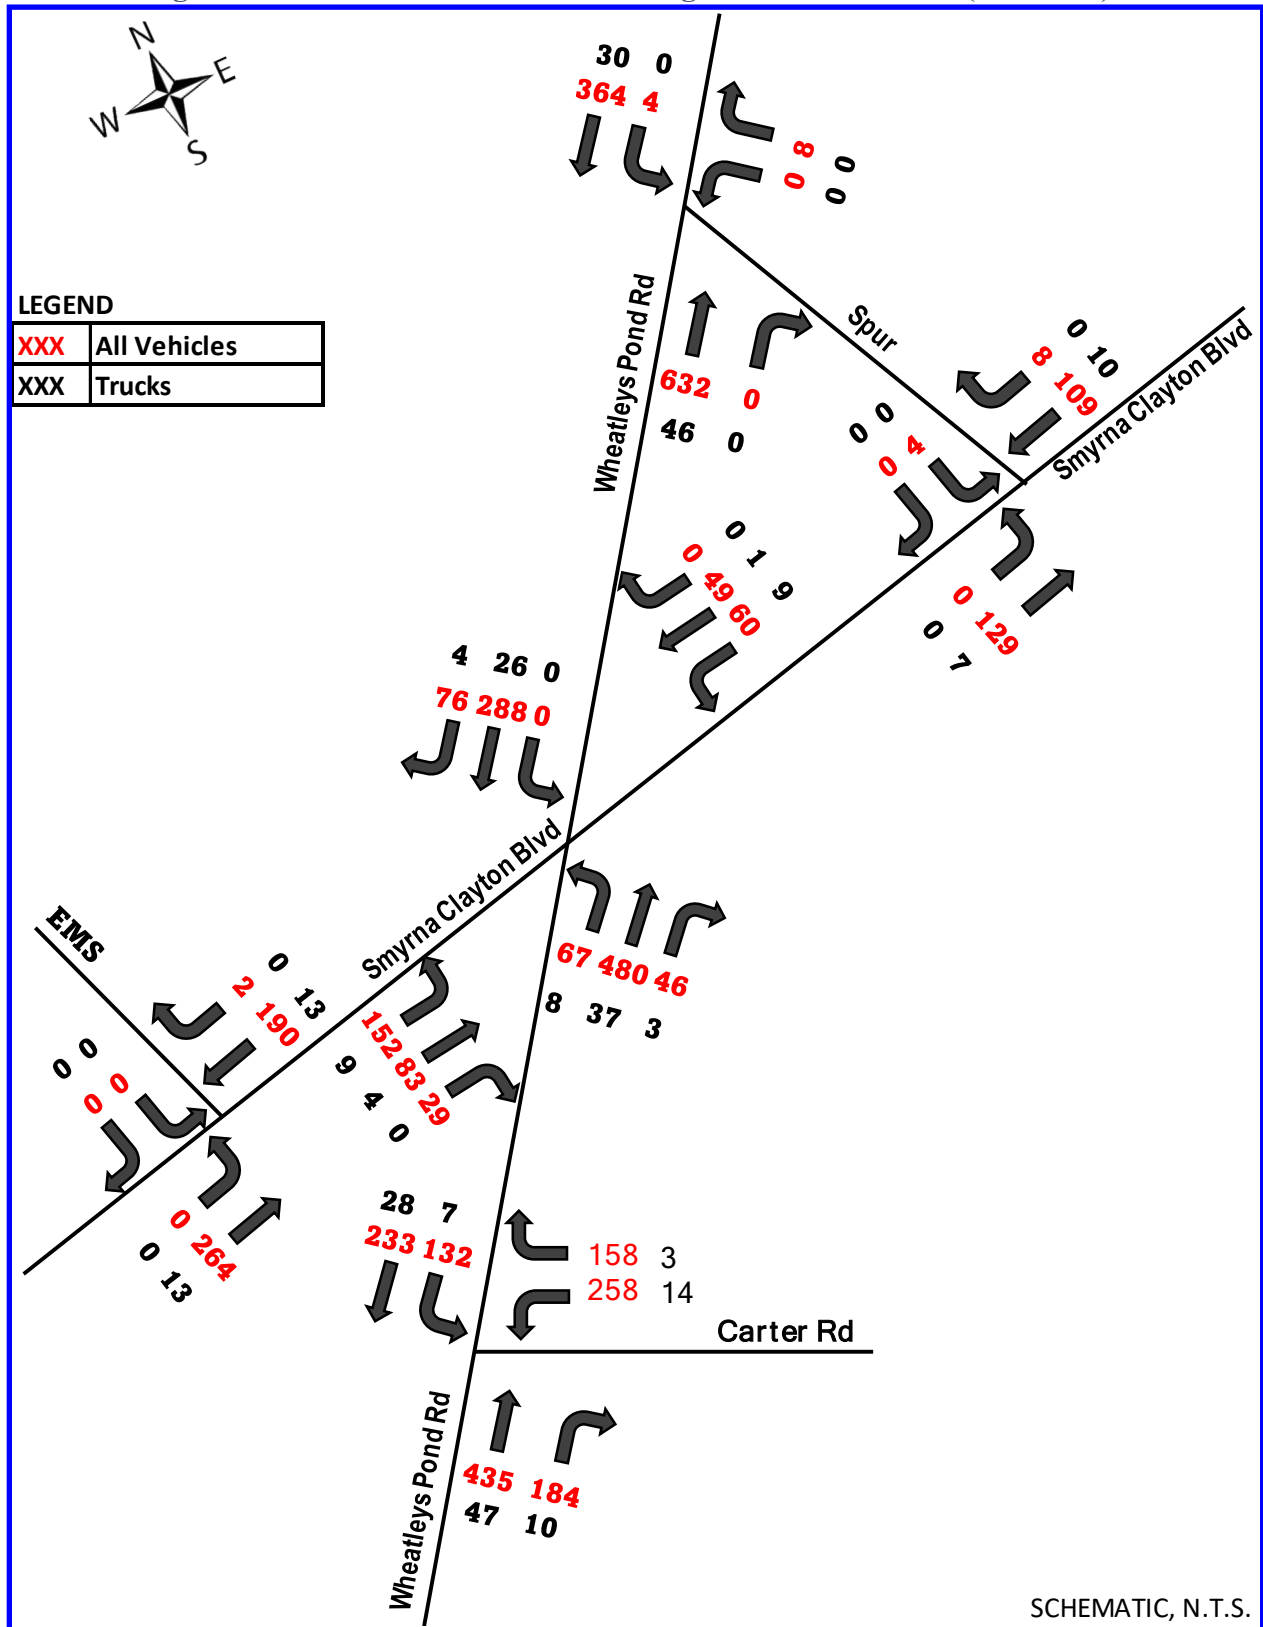 N
E
W
S
30 0
364 4
8 0
0 0
LEGEND
XXX All Vehicles
XXX Trucks
Wheatleys Pond Rd
Spur
632 0
46 0
0 10
8 109
Smyrna Clayton Blvd
0 4
0 0
0 129
0 7
0 1 9
0 49 60
4 26 0
76 288 0
Smyrna Clayton Blvd
67 480 46
8 37 3
EMS
0 13
2 190
0 0
0 0
152 83 29
9 4 0
0 264
0 13
28 7
233 132
158 3
258 14
Carter Rd
Wheatleys Pond Rd
435 184
47 10
SCHEMATIC, N.T.S.